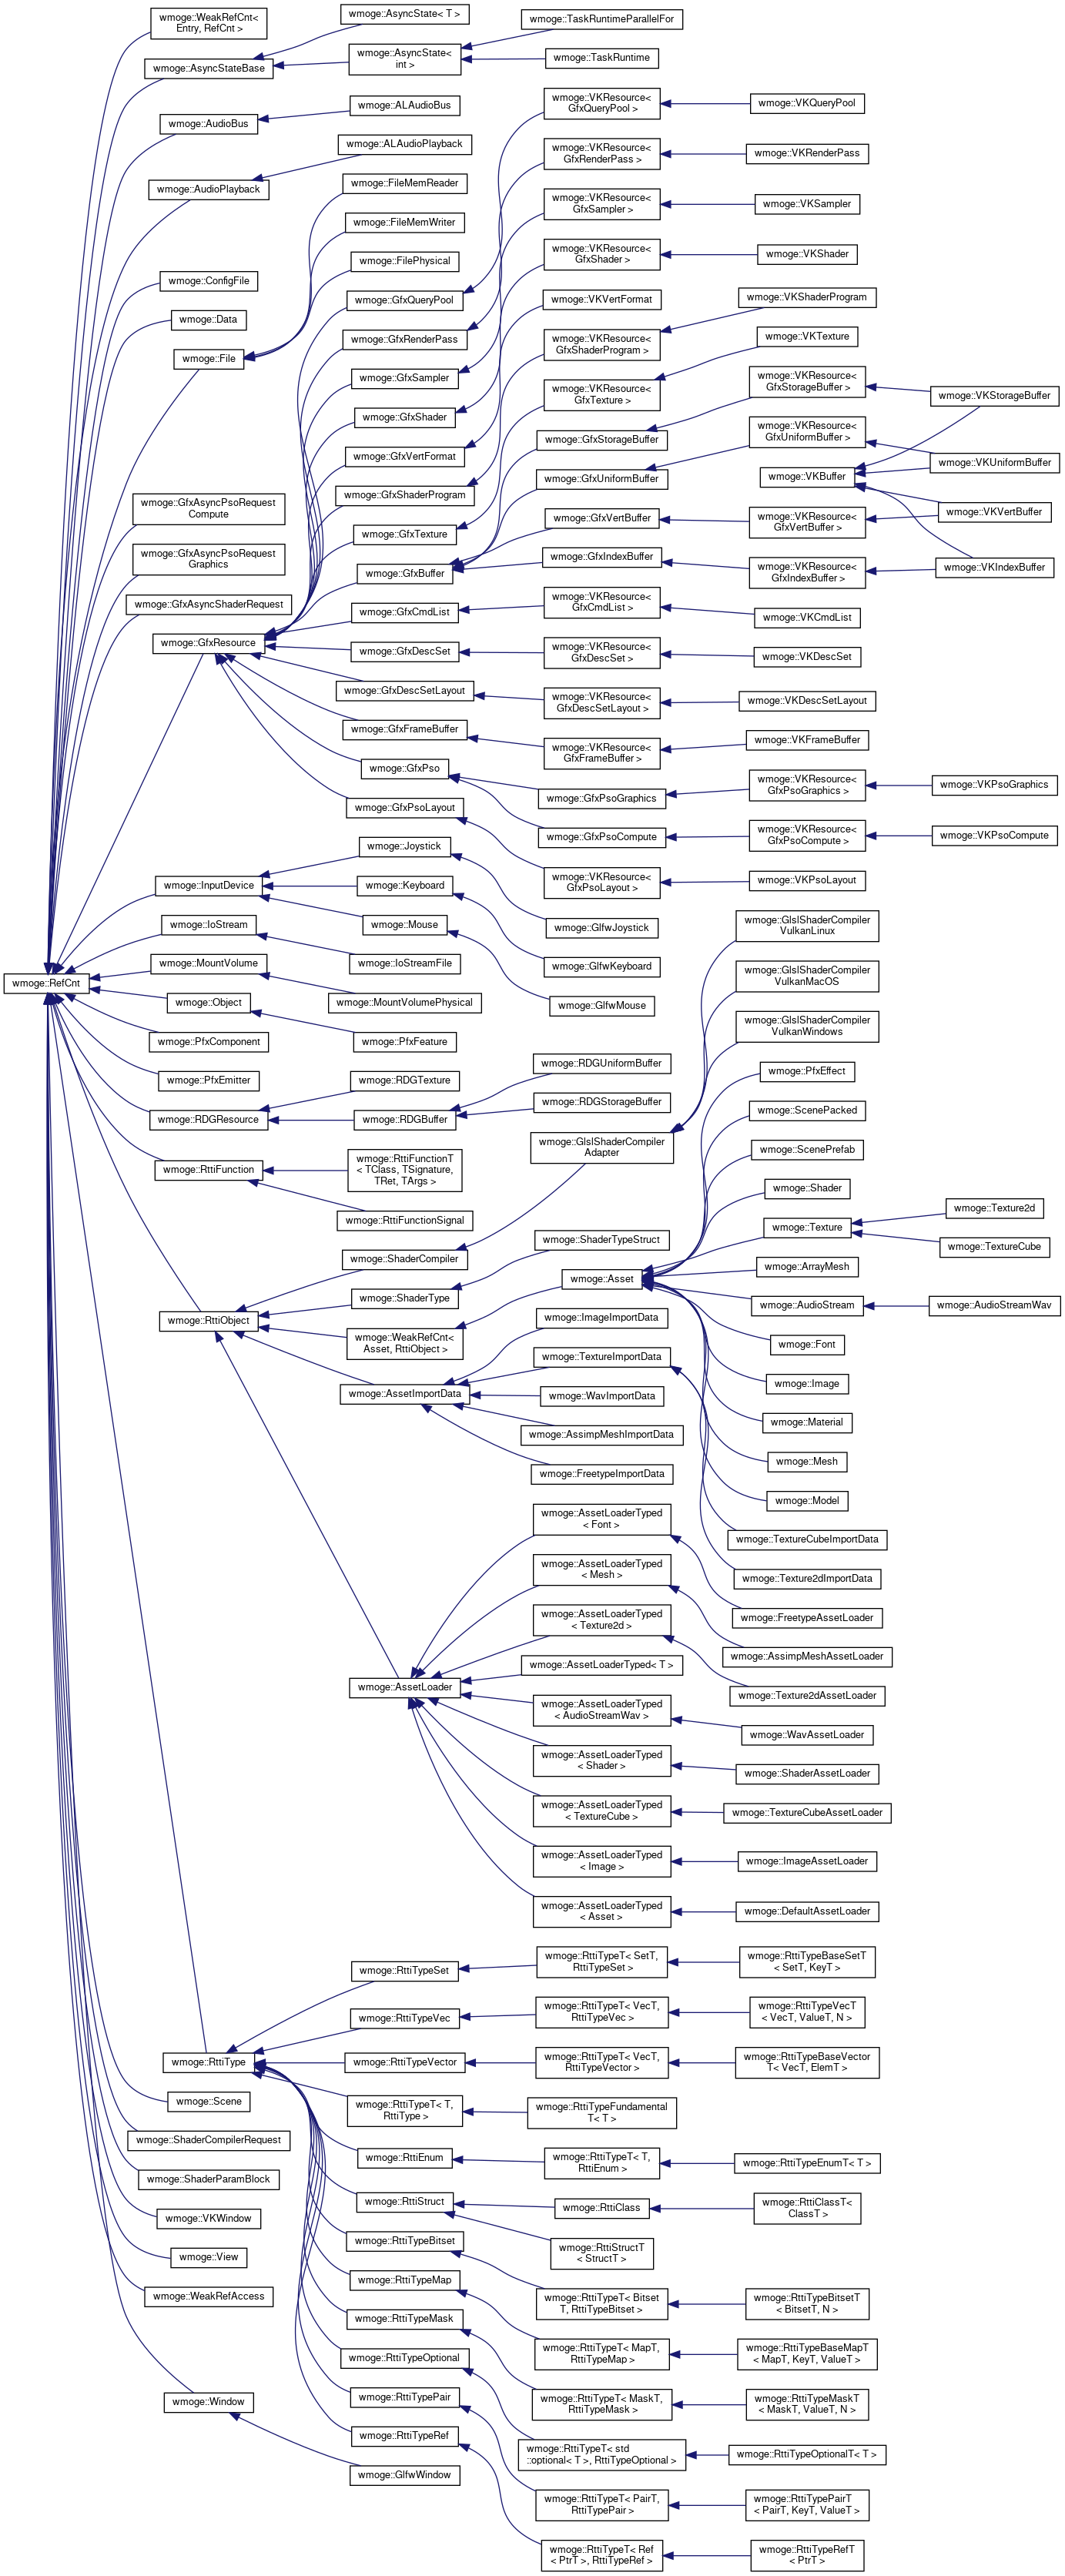 wmoge::RefCnt
wmoge::WeakRefCnt<
Entry, RefCnt >
wmoge::AsyncStateBase
wmoge::AudioBus
wmoge::AudioPlayback
wmoge::ConfigFile
wmoge::Data
wmoge::File
wmoge::GfxAsyncPsoRequest
Compute
wmoge::GfxAsyncPsoRequest
Graphics
wmoge::GfxAsyncShaderRequest
wmoge::GfxResource
wmoge::InputDevice
wmoge::IoStream
wmoge::MountVolume
wmoge::Object
wmoge::PfxComponent
wmoge::PfxEmitter
wmoge::RDGResource
wmoge::RttiFunction
wmoge::RttiObject
wmoge::RttiType
wmoge::Scene
wmoge::ShaderCompilerRequest
wmoge::ShaderParamBlock
wmoge::VKWindow
wmoge::View
wmoge::WeakRefAccess
wmoge::Window
wmoge::AsyncState< T >
wmoge::AsyncState<
int >
wmoge::ALAudioBus
wmoge::ALAudioPlayback
wmoge::FileMemReader
wmoge::FileMemWriter
wmoge::FilePhysical
wmoge::GfxQueryPool
wmoge::GfxRenderPass
wmoge::GfxSampler
wmoge::GfxShader
wmoge::GfxVertFormat
wmoge::GfxShaderProgram
wmoge::GfxTexture
wmoge::GfxBuffer
wmoge::GfxCmdList
wmoge::GfxDescSet
wmoge::GfxDescSetLayout
wmoge::GfxFrameBuffer
wmoge::GfxPso
wmoge::GfxPsoLayout
wmoge::Joystick
wmoge::Keyboard
wmoge::Mouse
wmoge::IoStreamFile
wmoge::MountVolumePhysical
wmoge::PfxFeature
wmoge::RDGTexture
wmoge::RDGBuffer
wmoge::RttiFunctionT
< TClass, TSignature,
TRet, TArgs >
wmoge::RttiFunctionSignal
wmoge::ShaderCompiler
wmoge::ShaderType
wmoge::WeakRefCnt<
Asset, RttiObject >
wmoge::AssetImportData
wmoge::AssetLoader
wmoge::RttiTypeSet
wmoge::RttiTypeVec
wmoge::RttiTypeVector
wmoge::RttiTypeT< T,
RttiType >
wmoge::RttiEnum
wmoge::RttiStruct
wmoge::RttiTypeBitset
wmoge::RttiTypeMap
wmoge::RttiTypeMask
wmoge::RttiTypeOptional
wmoge::RttiTypePair
wmoge::RttiTypeRef
wmoge::GlfwWindow
wmoge::TaskRuntimeParallelFor
wmoge::TaskRuntime
wmoge::VKResource<
GfxQueryPool >
wmoge::VKResource<
GfxRenderPass >
wmoge::VKResource<
GfxSampler >
wmoge::VKResource<
GfxShader >
wmoge::VKVertFormat
wmoge::VKResource<
GfxShaderProgram >
wmoge::VKResource<
GfxTexture >
wmoge::GfxStorageBuffer
wmoge::GfxUniformBuffer
wmoge::GfxVertBuffer
wmoge::GfxIndexBuffer
wmoge::VKResource<
GfxCmdList >
wmoge::VKResource<
GfxDescSet >
wmoge::VKResource<
GfxDescSetLayout >
wmoge::VKResource<
GfxFrameBuffer >
wmoge::GfxPsoGraphics
wmoge::GfxPsoCompute
wmoge::VKResource<
GfxPsoLayout >
wmoge::GlfwJoystick
wmoge::GlfwKeyboard
wmoge::GlfwMouse
wmoge::RDGUniformBuffer
wmoge::RDGStorageBuffer
wmoge::GlslShaderCompiler
Adapter
wmoge::ShaderTypeStruct
wmoge::Asset
wmoge::ImageImportData
wmoge::TextureImportData
wmoge::WavImportData
wmoge::AssimpMeshImportData
wmoge::FreetypeImportData
wmoge::AssetLoaderTyped
< Font >
wmoge::AssetLoaderTyped
< Mesh >
wmoge::AssetLoaderTyped
< Texture2d >
wmoge::AssetLoaderTyped< T >
wmoge::AssetLoaderTyped
< AudioStreamWav >
wmoge::AssetLoaderTyped
< Shader >
wmoge::AssetLoaderTyped
< TextureCube >
wmoge::AssetLoaderTyped
< Image >
wmoge::AssetLoaderTyped
< Asset >
wmoge::RttiTypeT< SetT,
RttiTypeSet >
wmoge::RttiTypeT< VecT,
RttiTypeVec >
wmoge::RttiTypeT< VecT,
RttiTypeVector >
wmoge::RttiTypeFundamental
T< T >
wmoge::RttiTypeT< T,
RttiEnum >
wmoge::RttiClass
wmoge::RttiStructT
< StructT >
wmoge::RttiTypeT< Bitset
T, RttiTypeBitset >
wmoge::RttiTypeT< MapT,
RttiTypeMap >
wmoge::RttiTypeT< MaskT,
RttiTypeMask >
wmoge::RttiTypeT< std
::optional< T >, RttiTypeOptional >
wmoge::RttiTypeT< PairT,
RttiTypePair >
wmoge::RttiTypeT< Ref
< PtrT >, RttiTypeRef >
wmoge::VKQueryPool
wmoge::VKRenderPass
wmoge::VKSampler
wmoge::VKShader
wmoge::VKShaderProgram
wmoge::VKTexture
wmoge::VKResource<
GfxStorageBuffer >
wmoge::VKResource<
GfxUniformBuffer >
wmoge::VKBuffer
wmoge::VKResource<
GfxVertBuffer >
wmoge::VKResource<
GfxIndexBuffer >
wmoge::VKCmdList
wmoge::VKDescSet
wmoge::VKDescSetLayout
wmoge::VKFrameBuffer
wmoge::VKResource<
GfxPsoGraphics >
wmoge::VKResource<
GfxPsoCompute >
wmoge::VKPsoLayout
wmoge::GlslShaderCompiler
VulkanLinux
wmoge::GlslShaderCompiler
VulkanMacOS
wmoge::GlslShaderCompiler
VulkanWindows
wmoge::PfxEffect
wmoge::ScenePacked
wmoge::ScenePrefab
wmoge::Shader
wmoge::Texture
wmoge::ArrayMesh
wmoge::AudioStream
wmoge::Font
wmoge::Image
wmoge::Material
wmoge::Mesh
wmoge::Model
wmoge::TextureCubeImportData
wmoge::Texture2dImportData
wmoge::FreetypeAssetLoader
wmoge::AssimpMeshAssetLoader
wmoge::Texture2dAssetLoader
wmoge::WavAssetLoader
wmoge::ShaderAssetLoader
wmoge::TextureCubeAssetLoader
wmoge::ImageAssetLoader
wmoge::DefaultAssetLoader
wmoge::RttiTypeBaseSetT
< SetT, KeyT >
wmoge::RttiTypeVecT
< VecT, ValueT, N >
wmoge::RttiTypeBaseVector
T< VecT, ElemT >
wmoge::RttiTypeEnumT< T >
wmoge::RttiClassT<
ClassT >
wmoge::RttiTypeBitsetT
< BitsetT, N >
wmoge::RttiTypeBaseMapT
< MapT, KeyT, ValueT >
wmoge::RttiTypeMaskT
< MaskT, ValueT, N >
wmoge::RttiTypeOptionalT< T >
wmoge::RttiTypePairT
< PairT, KeyT, ValueT >
wmoge::RttiTypeRefT
< PtrT >
wmoge::VKStorageBuffer
wmoge::VKUniformBuffer
wmoge::VKVertBuffer
wmoge::VKIndexBuffer
wmoge::VKPsoGraphics
wmoge::VKPsoCompute
wmoge::Texture2d
wmoge::TextureCube
wmoge::AudioStreamWav